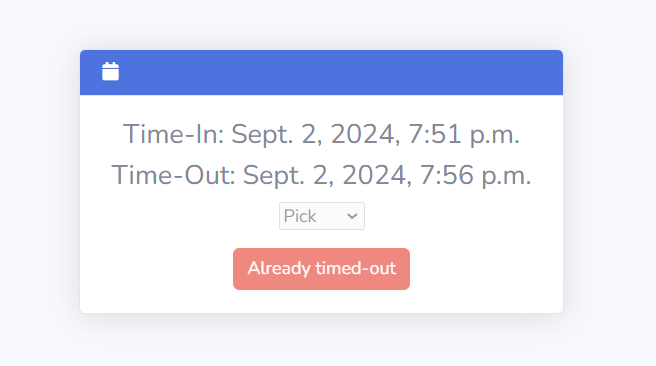 Time-In: Sept. 2, 2024, 7:51 p.m.
Time-Out: Sept. 2, 2024, 7:56 p.m.
Pick
Already timed-out